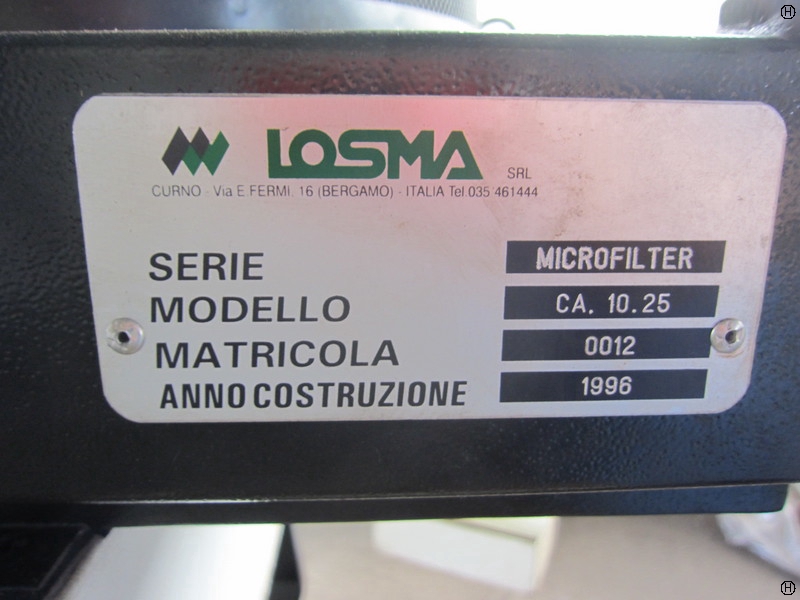 LOSMA SRL
CURNO - Via E.FERMI, 16 (BERGAMO) - ITALIA Tel.035 461444
SERIE MICROFILTER
MODELLO CA. 10.25
MATRICOLA 0012
ANNO COSTRUZIONE 1996